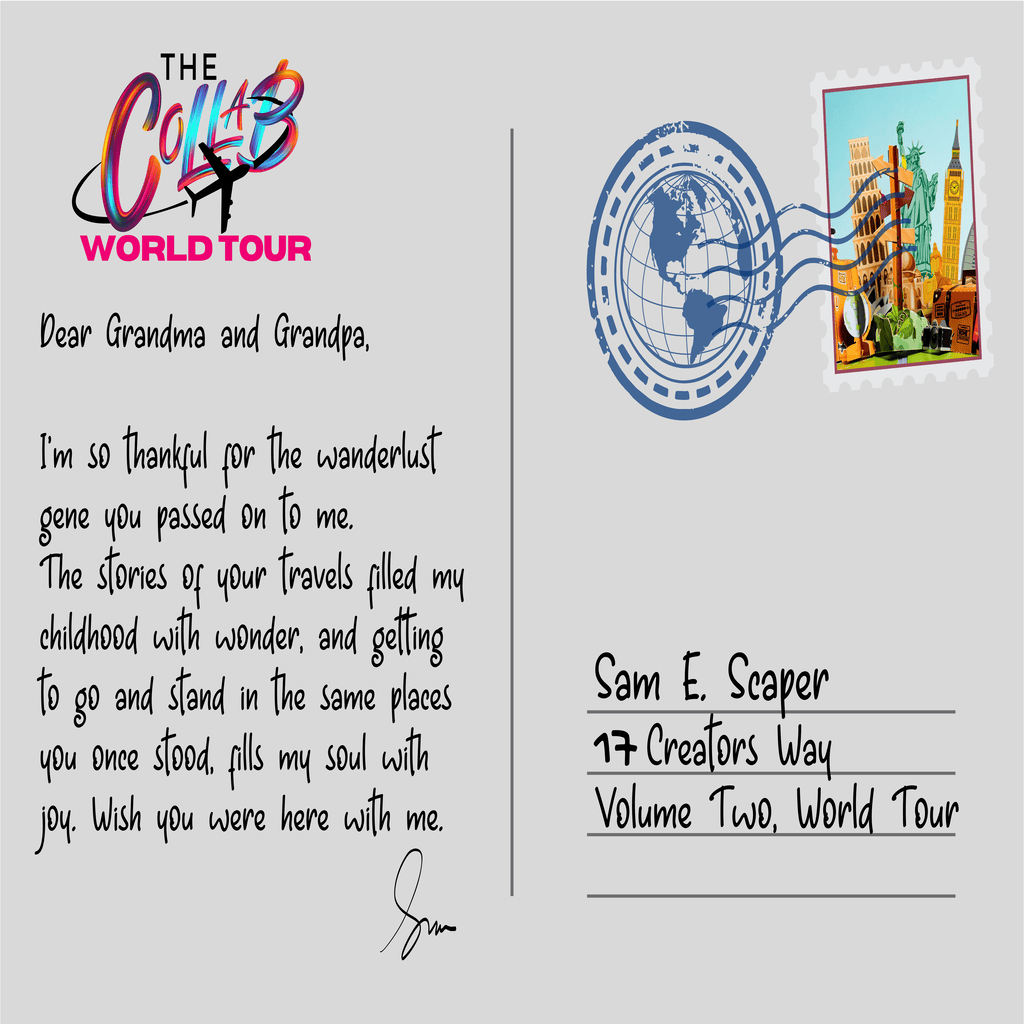 THE
COLLAB
WORLD TOUR
Dear Grandma and Grandpa,
I'm so thankful for the wanderlust
gene you passed on to me.
The stories of your travels filled my
childhood with wonder, and getting
to go and stand in the same places
you once stood, fills my soul with
joy. Wish you were here with me.
Sam
Sam E. Scaper
17 Creators Way
Volume Two, World Tour